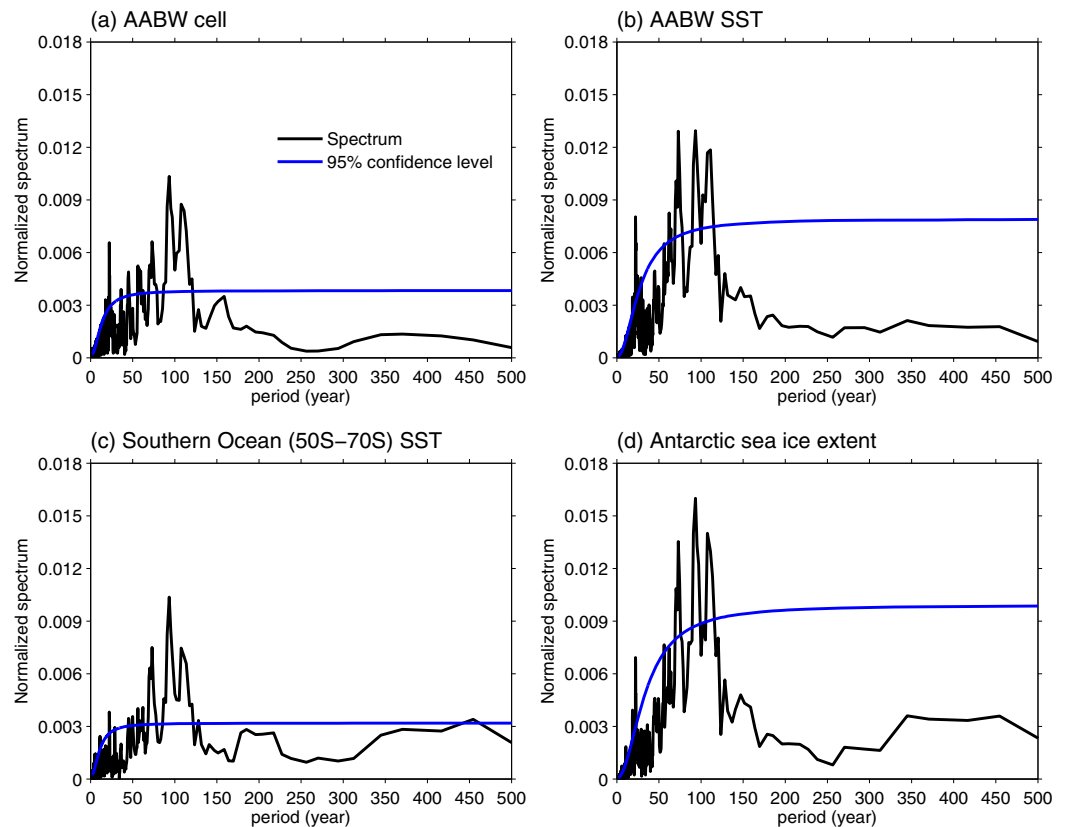 (a) AABW cell
Normalized spectrum
0.018
0.015
0.012
0.009
0.006
0.003
0
Spectrum
95% confidence level
0 50 100 150 200 250 300 350 400 450 500
period (year)
(b) AABW SST
Normalized spectrum
0.018
0.015
0.012
0.009
0.006
0.003
0
0 50 100 150 200 250 300 350 400 450 500
period (year)
(c) Southern Ocean (50S−70S) SST
Normalized spectrum
0.018
0.015
0.012
0.009
0.006
0.003
0
0 50 100 150 200 250 300 350 400 450 500
period (year)
(d) Antarctic sea ice extent
Normalized spectrum
0.018
0.015
0.012
0.009
0.006
0.003
0
0 50 100 150 200 250 300 350 400 450 500
period (year)